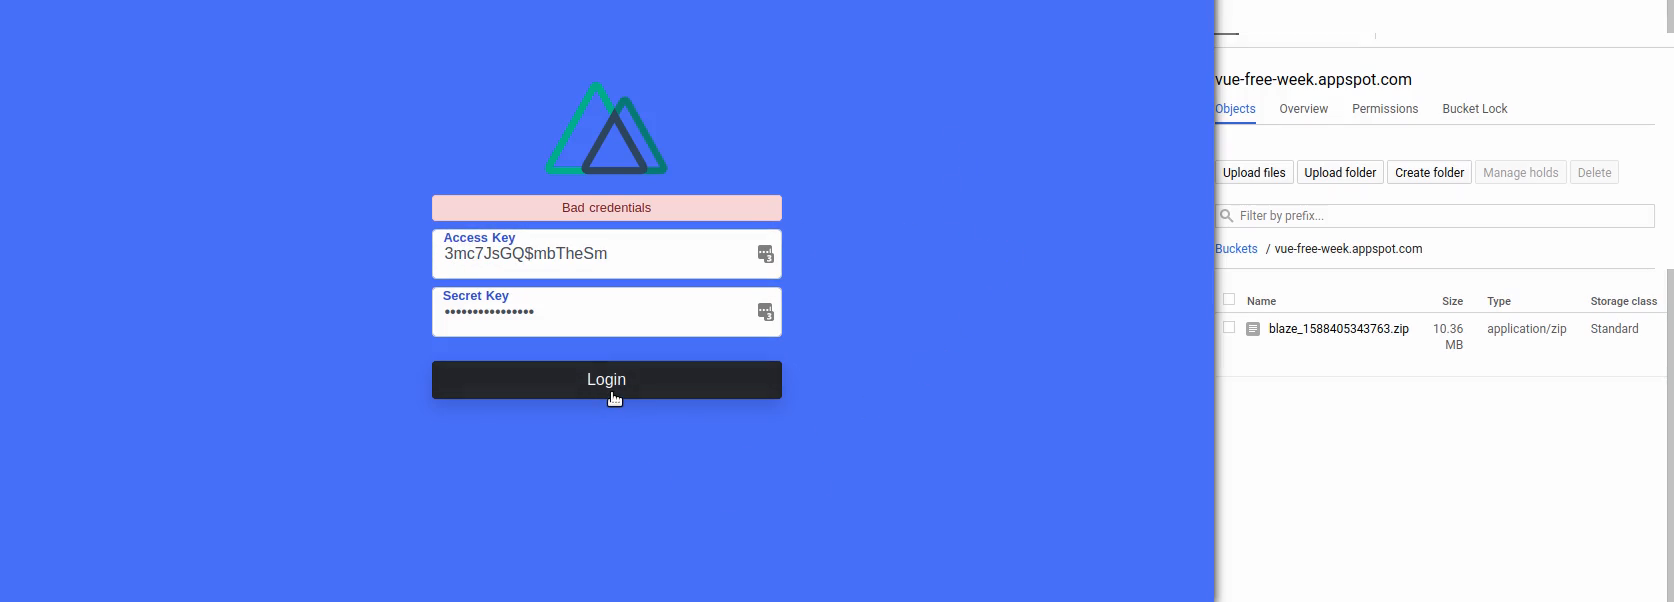 Bad credentials
Access Key
3mc7JsGQ$mbTheSm
3
Secret Key
••••••••••••••••
3
Login
vue-free-week.appspot.com
Objects Overview Permissions Bucket Lock
Upload files Upload folder Create folder Manage holds Delete
Filter by prefix...
Buckets / vue-free-week.appspot.com
Name Size Type Storage class
blaze_1588405343763.zip 10.36 MB application/zip Standard